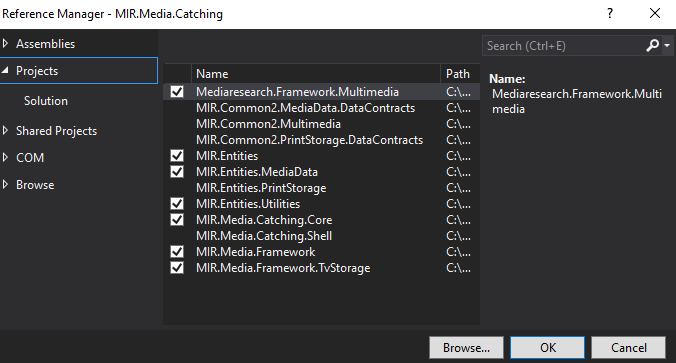 Reference Manager - MIR.Media.Catching
?
Assemblies
Projects
Solution
Shared Projects
COM
Browse
Name Path
Mediaresearch.Framework.Multimedia C:\...
MIR.Common2.MediaData.DataContracts C:\...
MIR.Common2.Multimedia C:\...
MIR.Common2.PrintStorage.DataContracts C:\...
MIR.Entities C:\...
MIR.Entities.MediaData C:\...
MIR.Entities.PrintStorage C:\...
MIR.Entities.Utilities C:\...
MIR.Media.Catching.Core C:\...
MIR.Media.Catching.Shell C:\...
MIR.Media.Framework C:\...
MIR.Media.Framework.TvStorage C:\...
Search (Ctrl+E)
Name:
Mediaresearch.Framework.Multi
media
Browse... OK Cancel